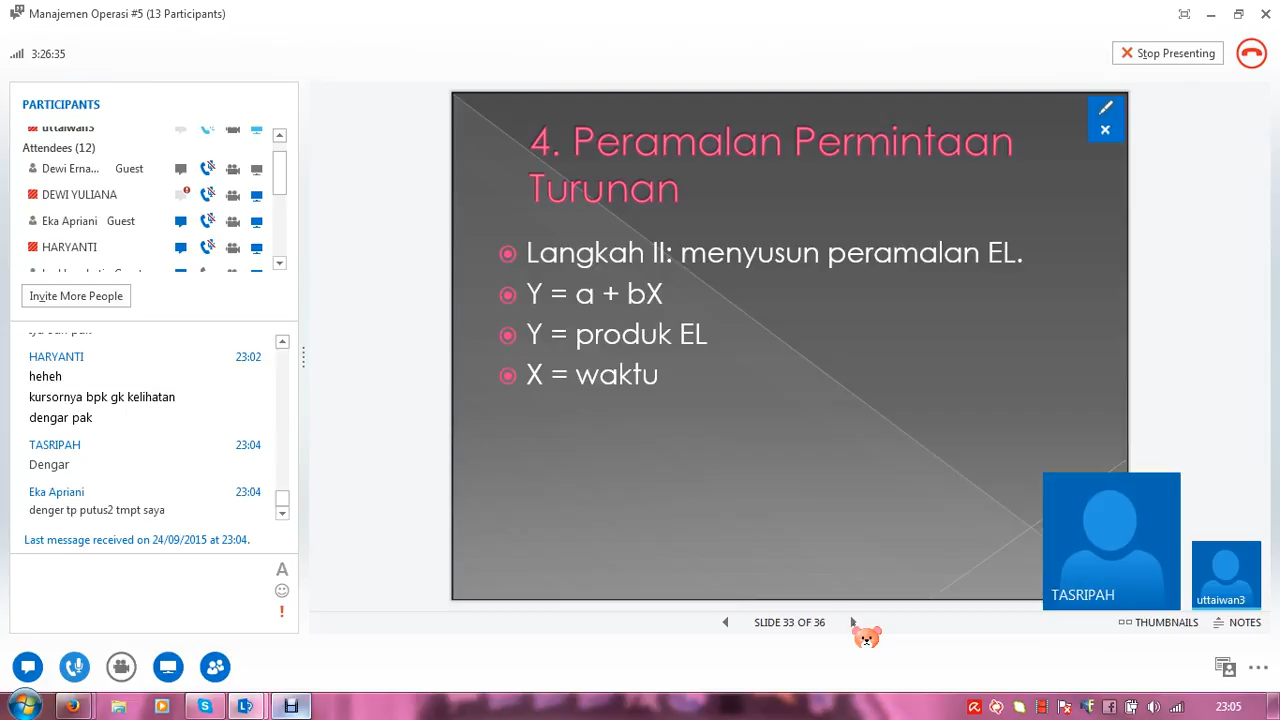 Manajemen Operasi #5 (13 Participants)
3:26:35
Stop Presenting
PARTICIPANTS
uttaiwan3
Attendees (12)
Dewi Erna... Guest
DEWI YULIANA
Eka Apriani Guest
HARYANTI
Invite More People
HARYANTI 23:02
heheh
kursornya bpk gk kelihatan
dengar pak
TASRIPAH 23:04
Dengar
Eka Apriani 23:04
denger tp putus2 tmpt saya
Last message received on 24/09/2015 at 23:04.
4. Peramalan Permintaan
Turunan
Langkah II: menyusun peramalan EL.
Y = a + bX
Y = produk EL
X = waktu
TASRIPAH
uttaiwan3
SLIDE 33 OF 36
THUMBNAILS
NOTES
23:05